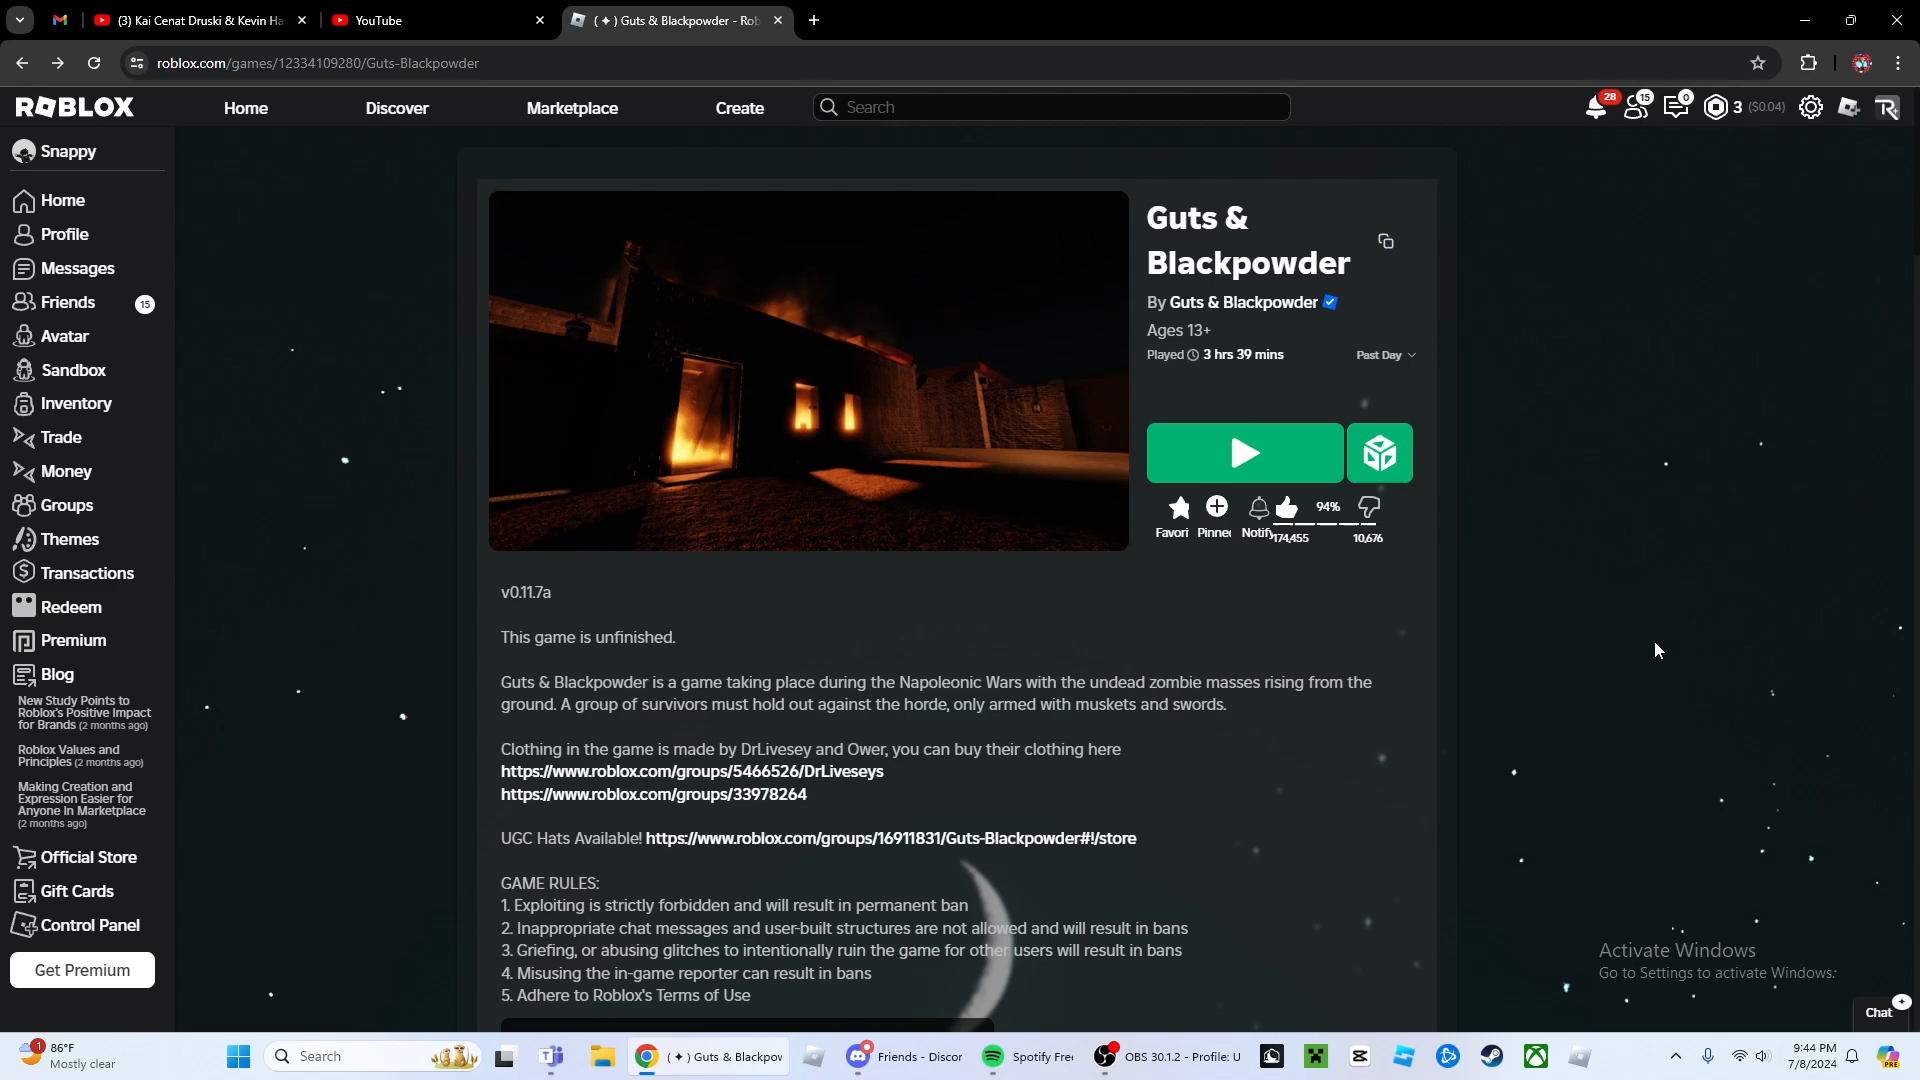 (3) Kai Cenat Druski & Kevin Ha
YouTube
( ✦ ) Guts & Blackpowder - Rob
roblox.com/games/12334109280/Guts-Blackpowder
ROBLOX
Home
Discover
Marketplace
Create
Search
28
15
0
3 ($0.04)
Snappy
Home
Profile
Messages
Friends
15
Avatar
Sandbox
Inventory
Trade
Money
Groups
Themes
Transactions
Redeem
Premium
Blog
New Study Points to
Roblox's Positive Impact
for Brands (2 months ago)
Roblox Values and
Principles (2 months ago)
Making Creation and
Expression Easier for
Anyone in Marketplace
(2 months ago)
Official Store
Gift Cards
Control Panel
Get Premium
Guts &
Blackpowder
By Guts & Blackpowder
Ages 13+
Played 3 hrs 39 mins
Past Day
94%
Favori
Pinned
Notify
174,455
10,676
v0.11.7a
This game is unfinished.
Guts & Blackpowder is a game taking place during the Napoleonic Wars with the undead zombie masses rising from the
ground. A group of survivors must hold out against the horde, only armed with muskets and swords.
Clothing in the game is made by DrLivesey and Ower, you can buy their clothing here
https://www.roblox.com/groups/5466526/DrLiveseys
https://www.roblox.com/groups/33978264
UGC Hats Available! https://www.roblox.com/groups/16911831/Guts-Blackpowder#!/store
GAME RULES:
1. Exploiting is strictly forbidden and will result in permanent ban
2. Inappropriate chat messages and user-built structures are not allowed and will result in bans
3. Griefing, or abusing glitches to intentionally ruin the game for other users will result in bans
4. Misusing the in-game reporter can result in bans
5. Adhere to Roblox's Terms of Use
Activate Windows
Go to Settings to activate Windows.
Chat
1
86°F
Mostly clear
Search
( ✦ ) Guts & Blackpow
Friends - Discor
Spotify Free
OBS 30.1.2 - Profile: U
9:44 PM
7/8/2024
PRE